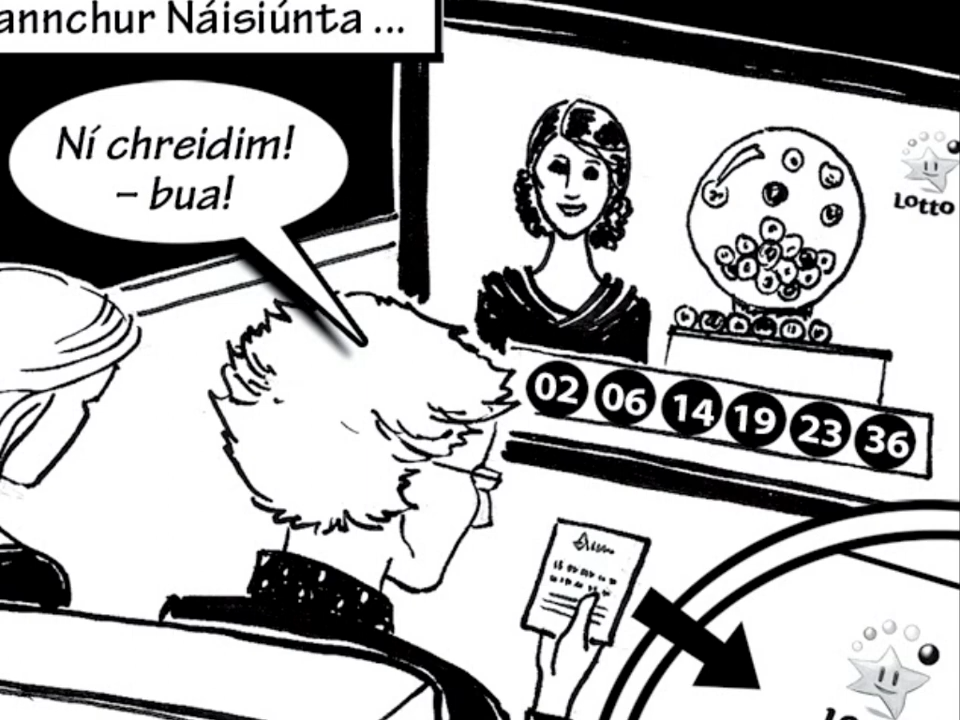 annchur Náisiúnta ...
Ní chreidim!
– bua!
Lotto
02 06 14 19 23 36